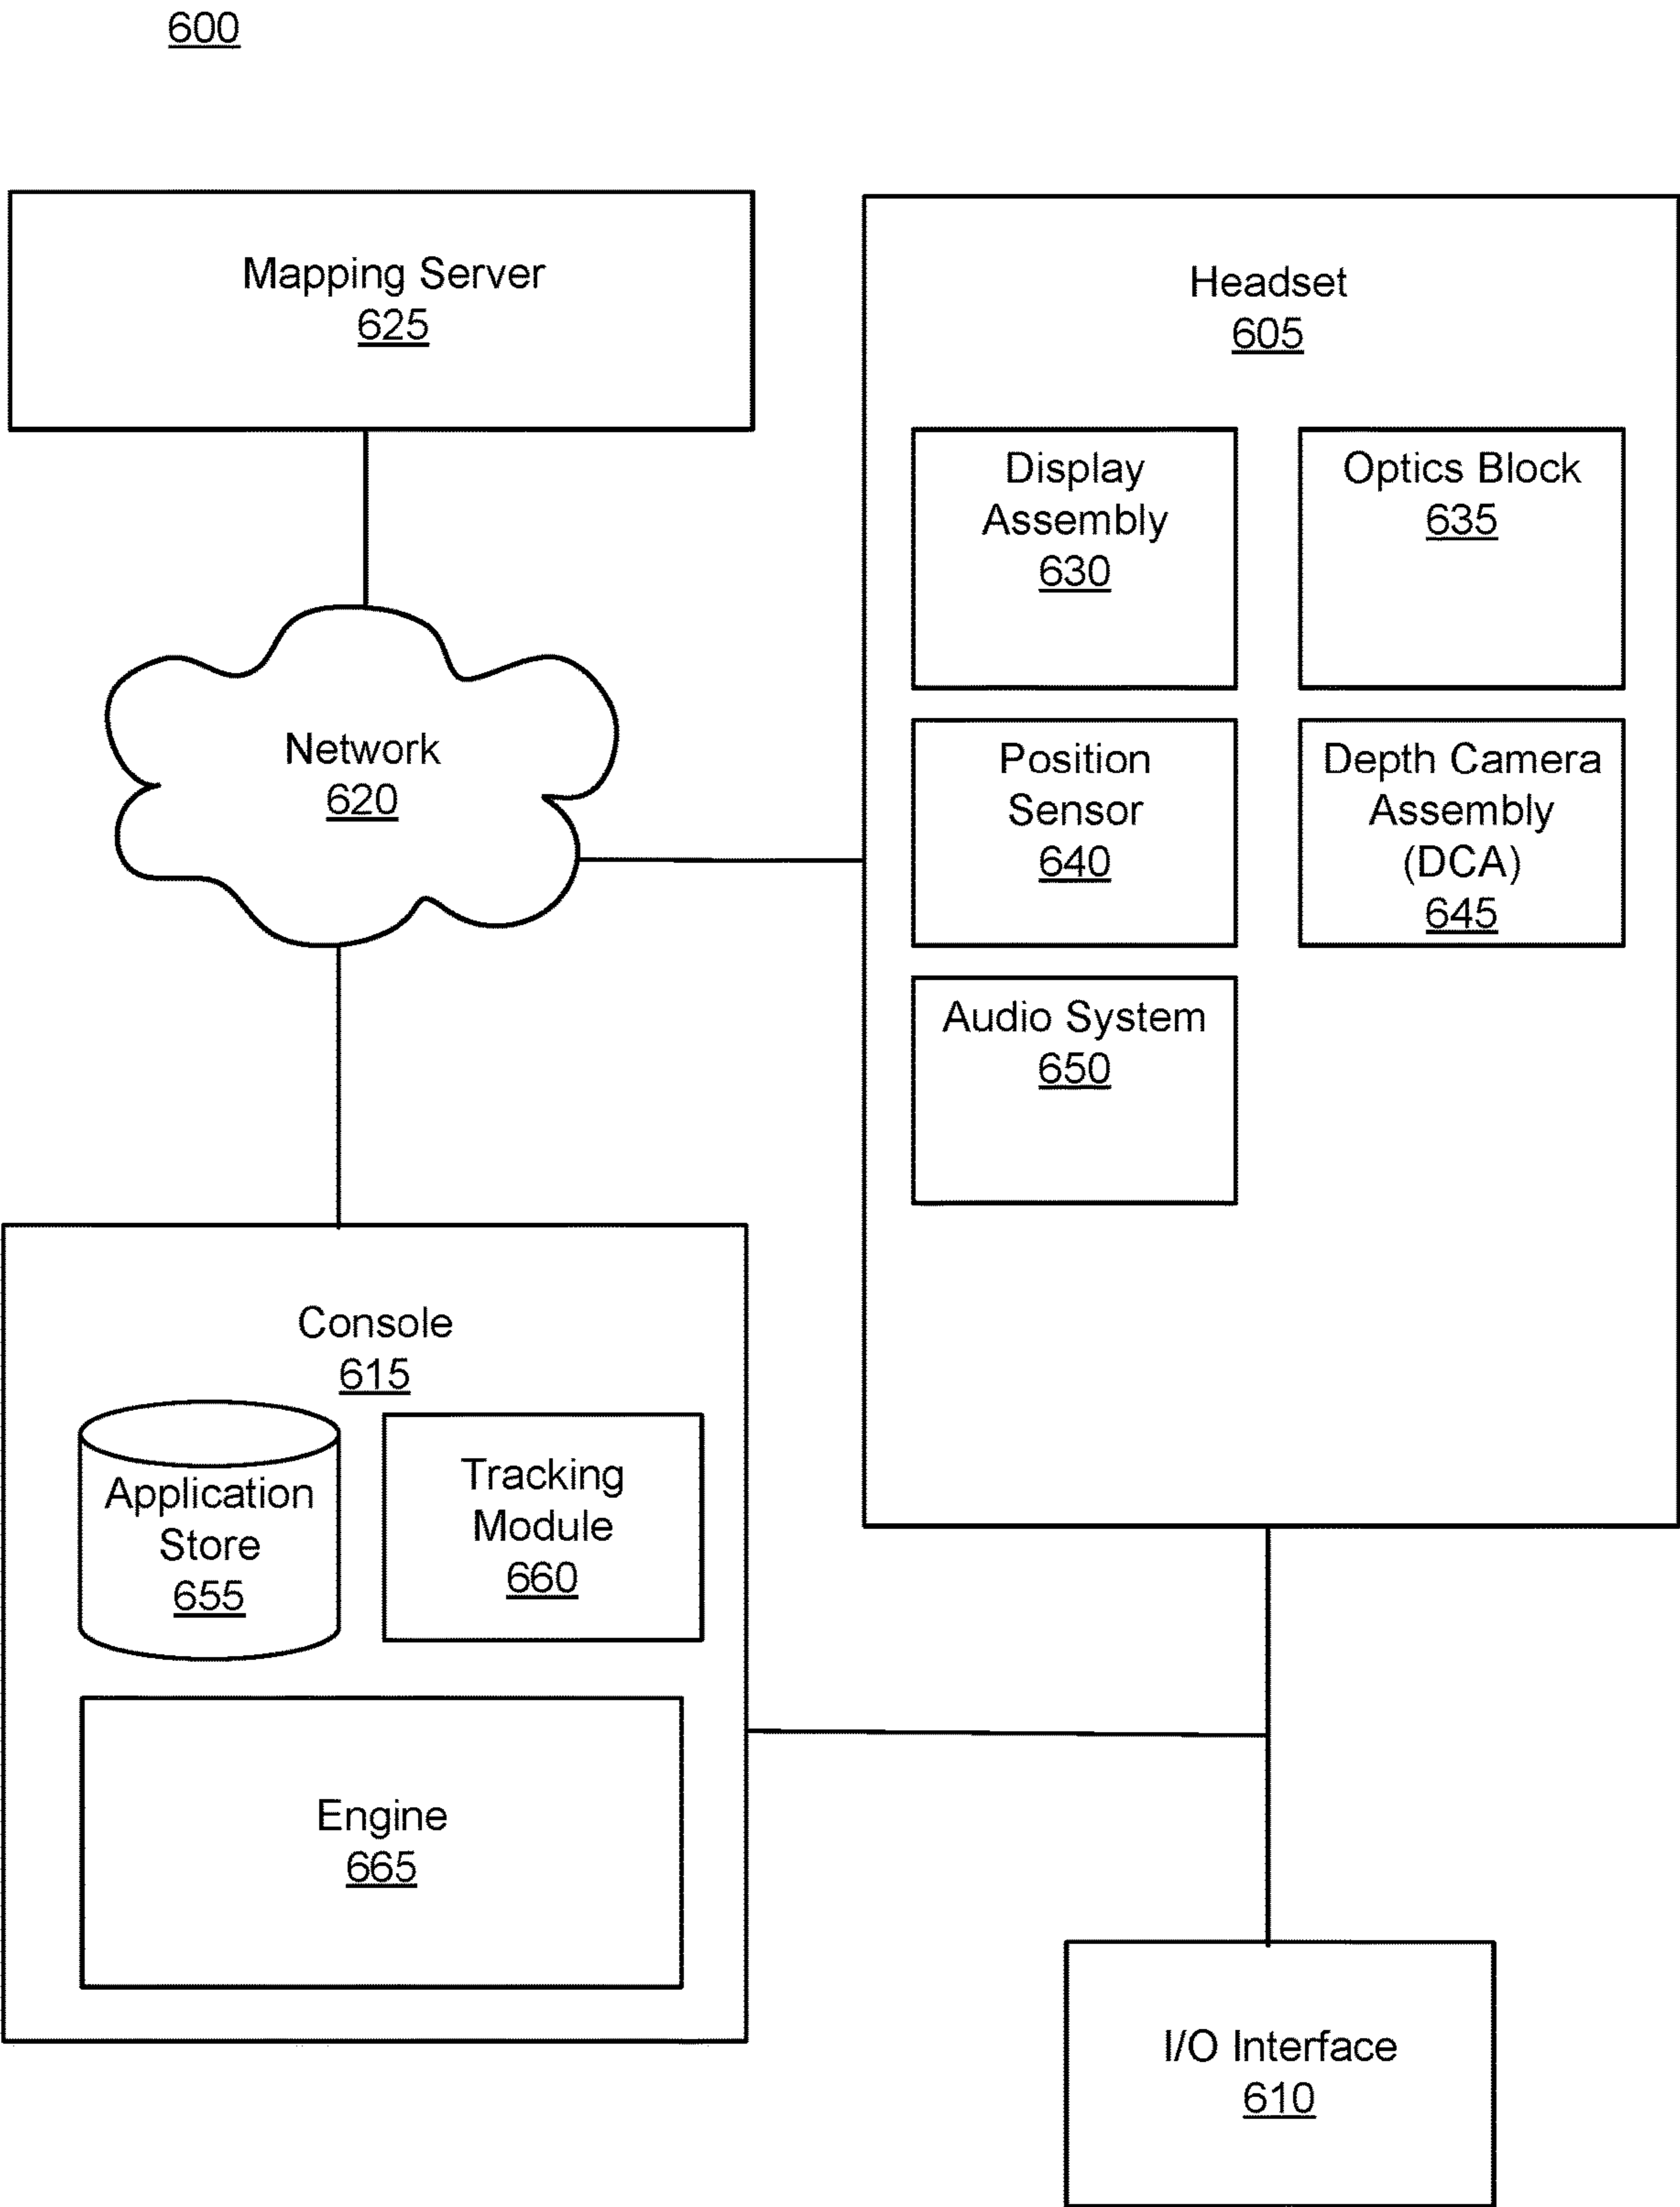 600
Mapping Server
625
Headset
605
Display
Assembly
630
Optics Block
635
Network
620
Position
Sensor
640
Depth Camera
Assembly
(DCA)
645
Audio System
650
Console
615
Application
Store
655
Tracking
Module
660
Engine
665
I/O Interface
610